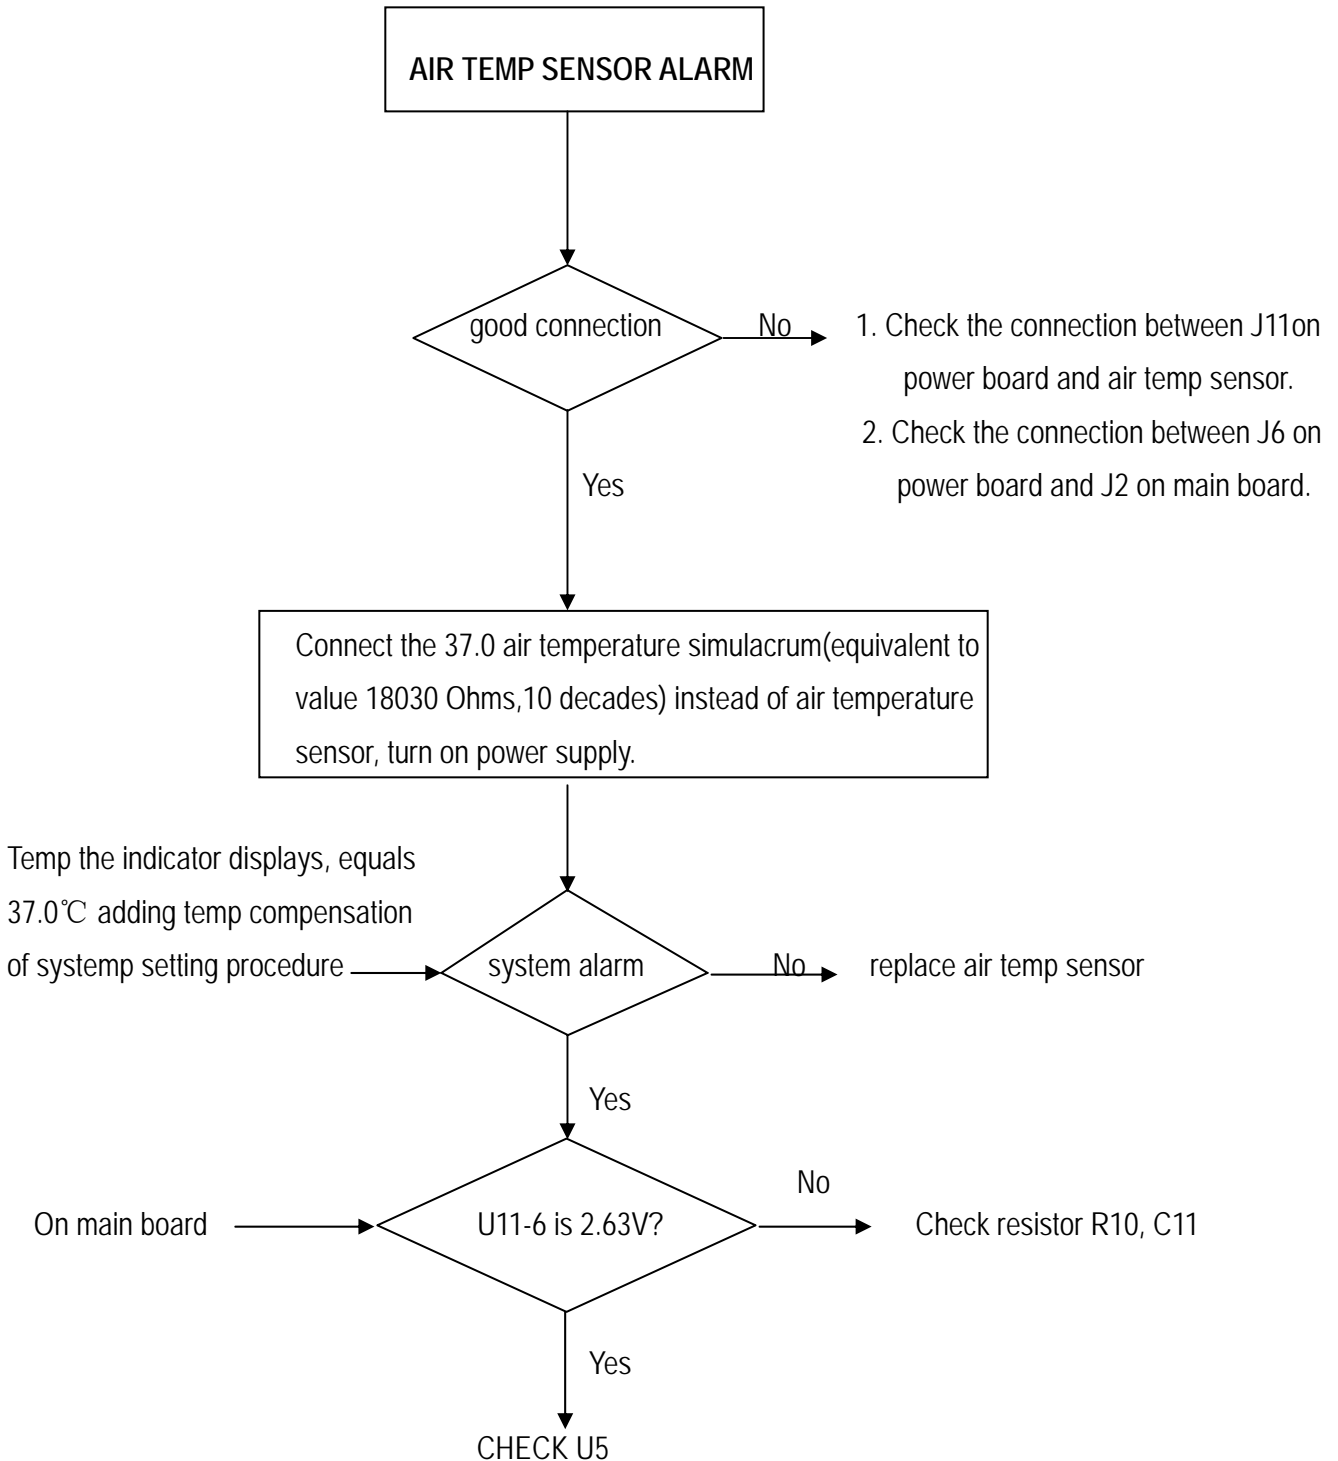 AIR TEMP SENSOR ALARM
good connection
No
1. Check the connection between J11on
power board and air temp sensor.
2. Check the connection between J6 on
power board and J2 on main board.
Yes
Connect the 37.0 air temperature simulacrum(equivalent to
value 18030 Ohms,10 decades) instead of air temperature
sensor, turn on power supply.
Temp the indicator displays, equals
37.0℃ adding temp compensation
of systemp setting procedure
system alarm
No
replace air temp sensor
Yes
On main board
U11-6 is 2.63V?
No
Check resistor R10, C11
Yes
CHECK U5